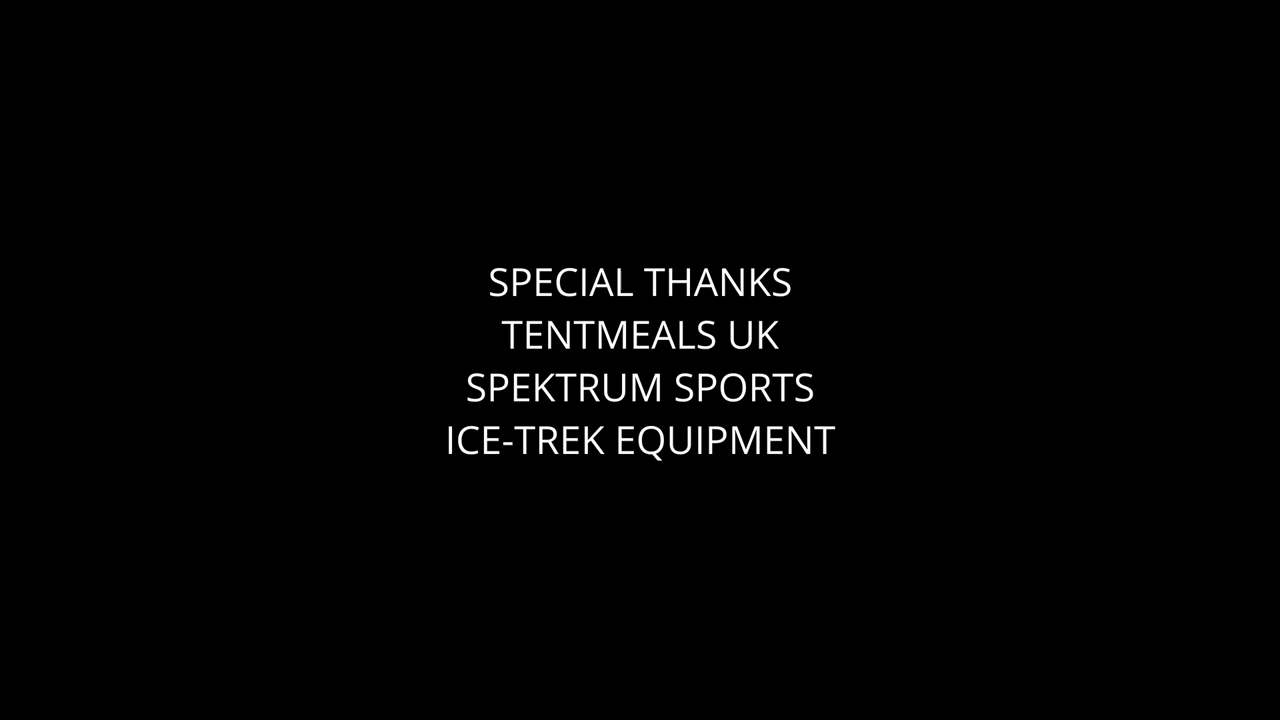 SPECIAL THANKS
TENTMEALS UK
SPEKTRUM SPORTS
ICE-TREK EQUIPMENT